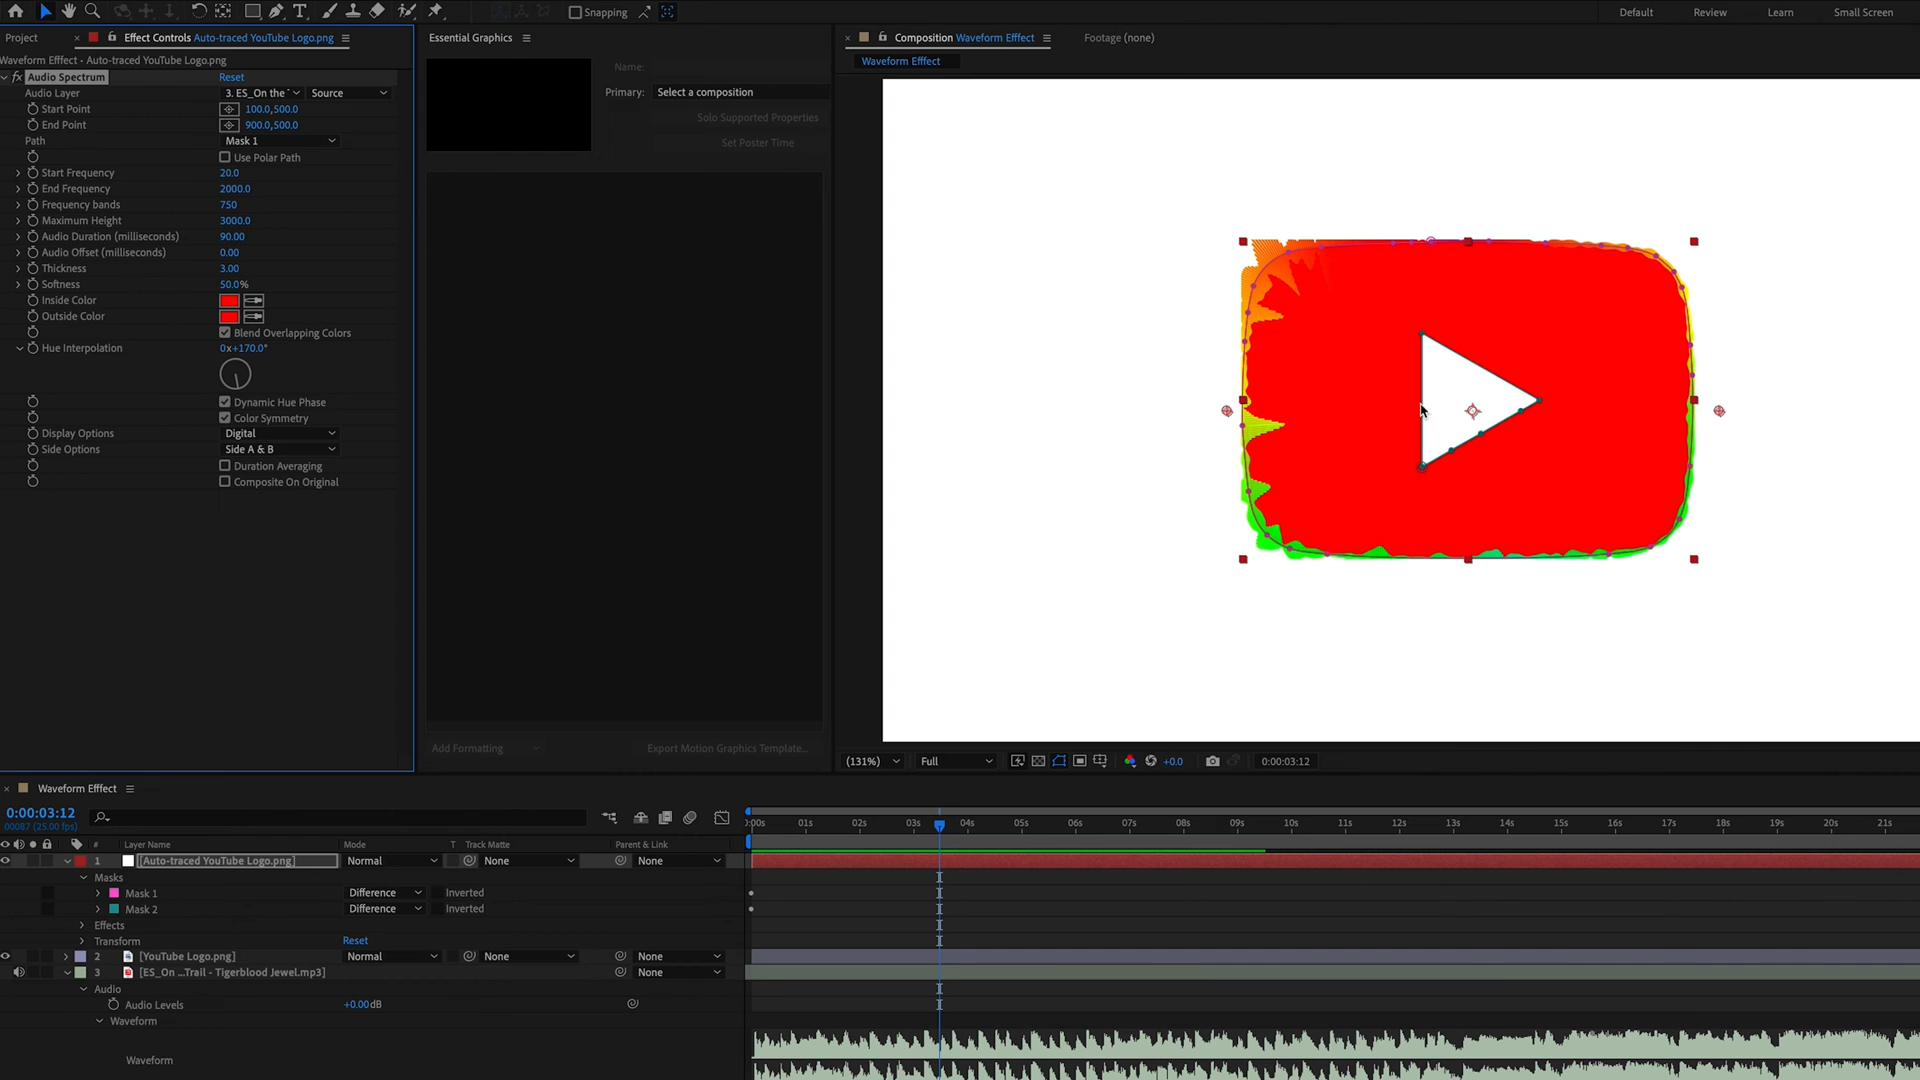 Snapping
Default
Review
Learn
Small Screen
Project
Effect Controls Auto-traced YouTube Logo.png
Essential Graphics
Composition Waveform Effect
Footage (none)
Waveform Efffect • Auto-traced YouTube Logo.png
Waveform Effect
fx Audio Spectrum Reset
Audio Layer 3. ES_On the Source
Start Point 100.0,500.0
End Point 900.0,500.0
Path Mask 1
Use Polar Path
Start Frequency 20.0
End Frequency 2000.0
Frequency bands 750
Maximum Height 3000.0
Audio Duration (milliseconds) 90.00
Audio Offset (milliseconds) 0.00
Thickness 3.00
Softness 50.0%
Inside Color
Outside Color
Blend Overlapping Colors
Hue Interpolation 0x+170.0°
Dynamic Hue Phase
Color Symmetry
Display Options Digital
Side Options Side A & B
Duration Averaging
Composite On Original
Name:
Primary: Select a composition
Solo Supported Properties
Set Poster Time
Add Formatting
Export Motion Graphics Template...
(131%) Full +0.0 0:00:03:12
Waveform Effect
0:00:03:12
00087 (25.00 fps)
:00s 01s 02s 03s 04s 05s 06s 07s 08s 09s 10s 11s 12s 13s 14s 15s 16s 17s 18s 19s 20s 21s
# Layer Name Mode T Track Matte Parent & Link
1 [Auto-traced YouTube Logo.png] Normal None None
Masks
Mask 1 Difference Inverted
Mask 2 Difference Inverted
Effects
Transform Reset
2 [YouTube Logo.png] Normal None None
3 [ES_On ...Trail - Tigerblood Jewel.mp3] None
Audio
Audio Levels +0.00dB
Waveform
Waveform